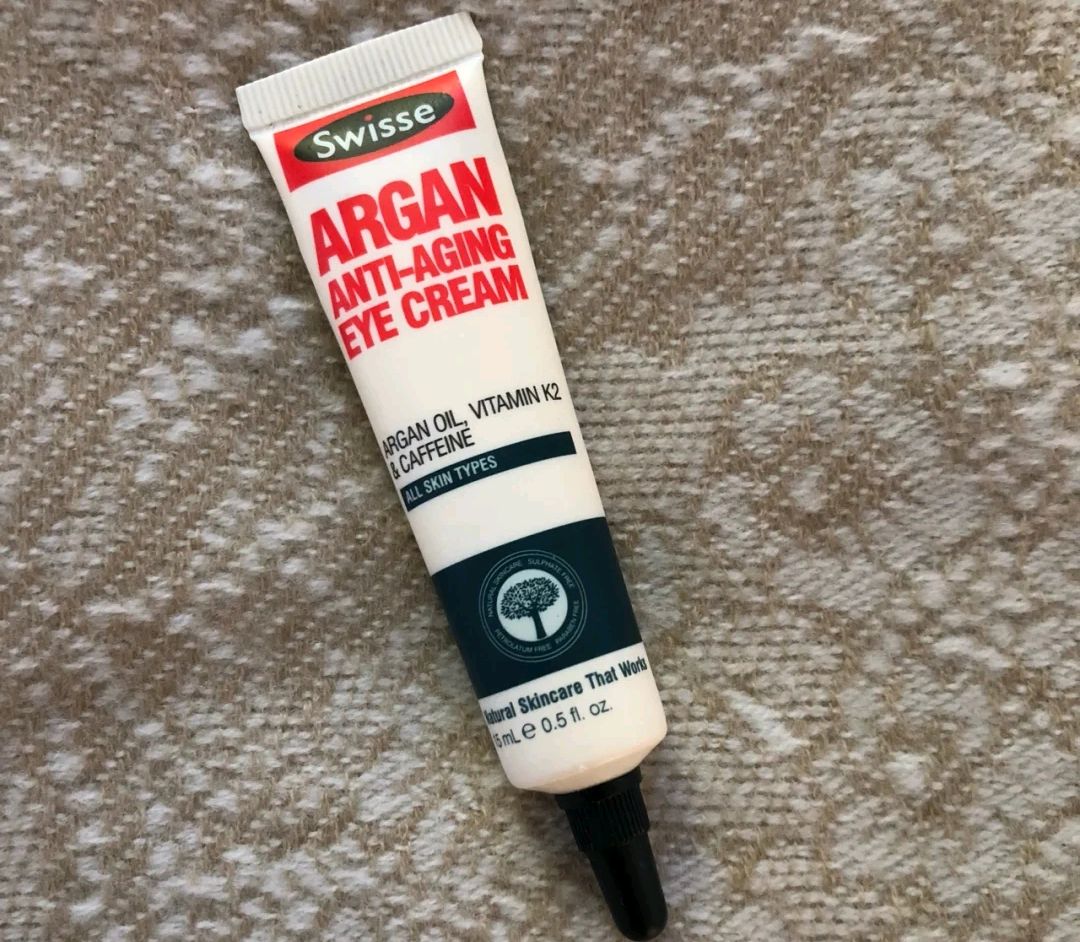 Swisse
ARGAN
ANTI-AGING
EYE CREAM
ARGAN OIL, VITAMIN K2
& CAFFEINE
ALL SKIN TYPES
NATURAL SKINCARE SULPHATE FREE
PETROLATUM FREE PARABEN FREE
Natural Skincare That Works
15 mL e 0.5 fl. oz.